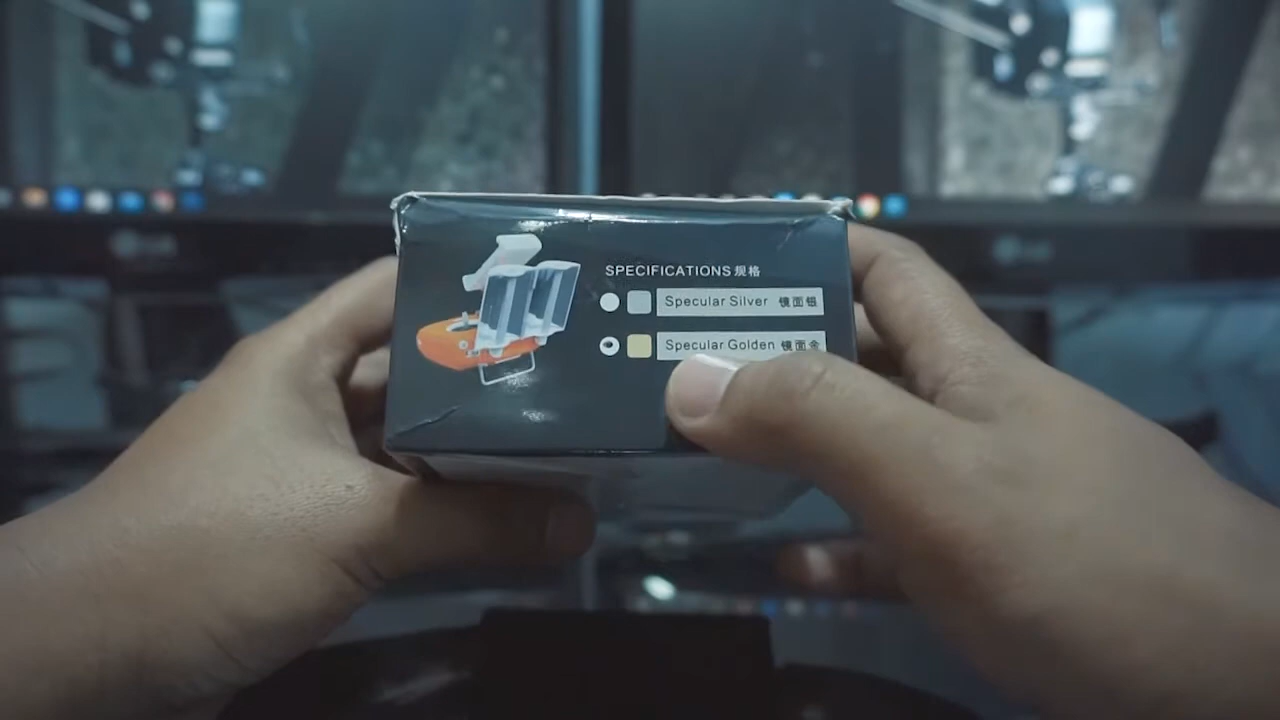 SPECIFICATIONS 规格
Specular Silver 镜面银
Specular Golden 镜面金